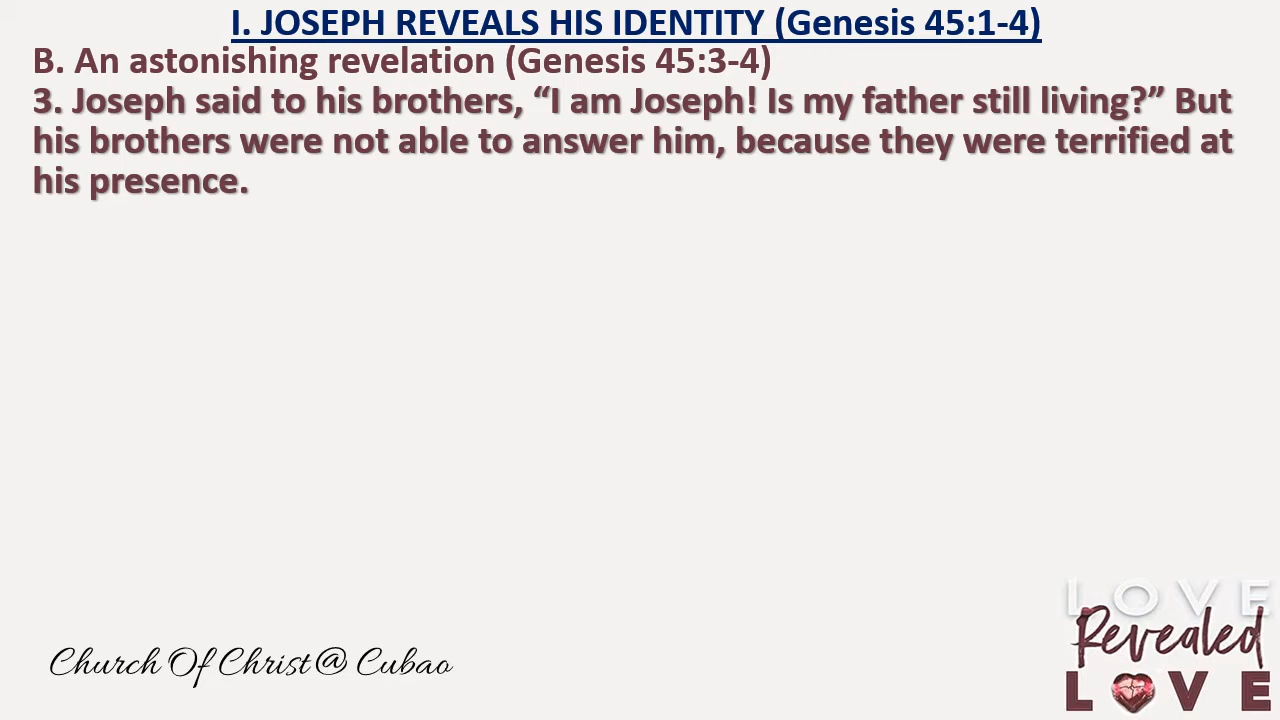 I. JOSEPH REVEALS HIS IDENTITY (Genesis 45:1-4)
B. An astonishing revelation (Genesis 45:3-4)
3. Joseph said to his brothers, “I am Joseph! Is my father still living?” But
his brothers were not able to answer him, because they were terrified at
his presence.
LOVE
Revealed
Church Of Christ@ Cubao
LOVE